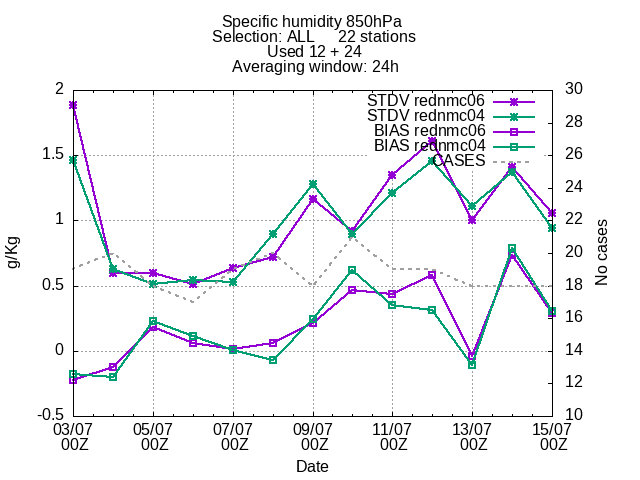 Specific humidity 850hPa
Selection: ALL 22 stations
Used 12 + 24
Averaging window: 24h
2
1.5
1
0.5
0
-0.5
g/Kg
30
28
26
24
22
20
18
16
14
12
10
No cases
STDV rednmc06
STDV rednmc04
BIAS rednmc06
BIAS rednmc04
CASES
03/07 05/07 07/07 09/07 11/07 13/07 15/07
00Z 00Z 00Z 00Z 00Z 00Z 00Z
Date